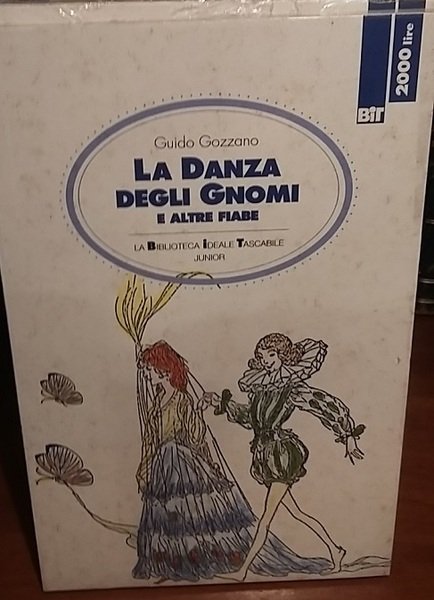 BIT
2000 lire
Guido Gozzano
LA DANZA
DEGLI GNOMI
E ALTRE FIABE
LA BIBLIOTECA IDEALE TASCABILE
JUNIOR